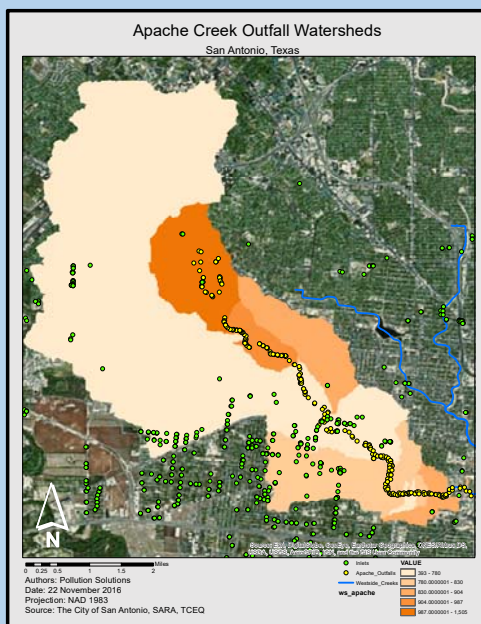 Apache Creek Outfall Watersheds
San Antonio, Texas
N
0 0.25 0.5 1 1.5 2
Miles
Authors: Pollution Solutions
Date: 22 November 2016
Projection: NAD 1983
Source: The City of San Antonio, SARA, TCEQ
Inlets
Apache_Outfalls
Westside_Creeks
ws_apache
VALUE
393 - 780
780.0000001 - 830
830.0000001 - 904
904.0000001 - 987
987.0000001 - 1,505